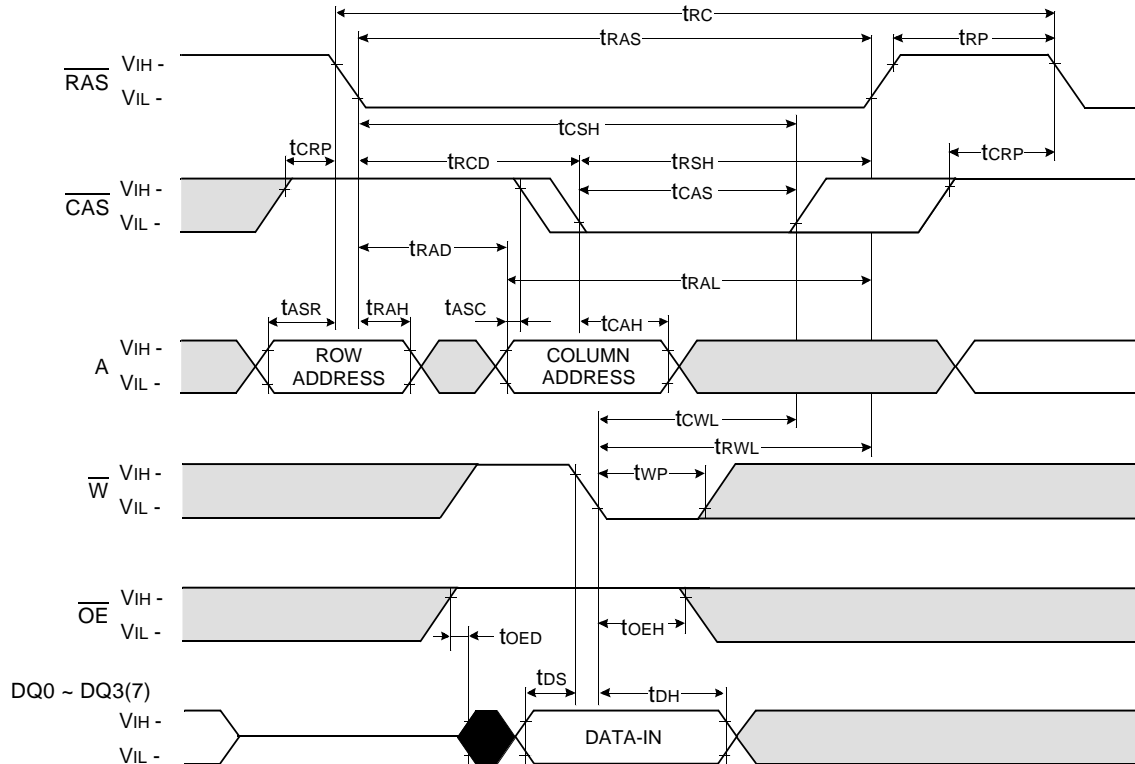 tRC
tRAS
tRP
RAS
VIH -
VIL -
tCSH
tCRP
tRCD
tRSH
tCRP
CAS
VIH -
VIL -
tCAS
tRAD
tRAL
tASR
tRAH
tASC
tCAH
A
VIH -
VIL -
ROW
ADDRESS
COLUMN
ADDRESS
tCWL
tRWL
W
VIH -
VIL -
tWP
OE
VIH -
VIL -
tOED
tOEH
DQ0 ~ DQ3(7)
tDS
tDH
VIH -
VIL -
DATA-IN